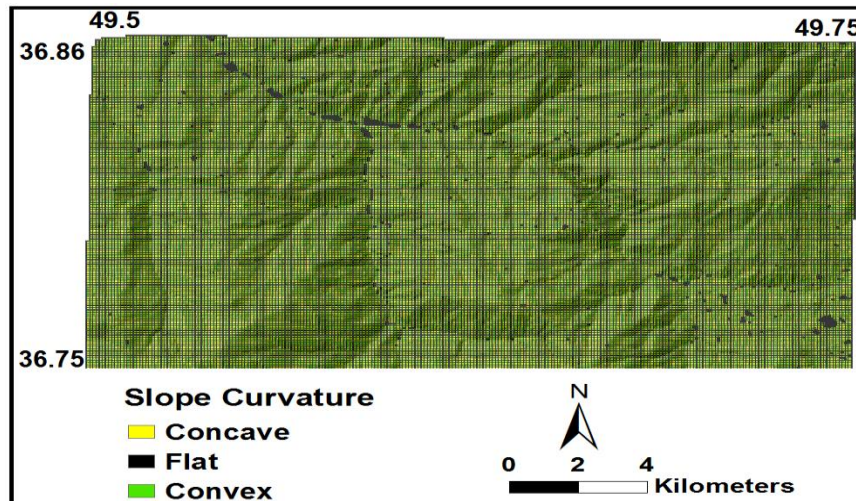 49.5
49.75
36.86
36.75
Slope Curvature
Concave
Flat
Convex
N
0 2 4
Kilometers